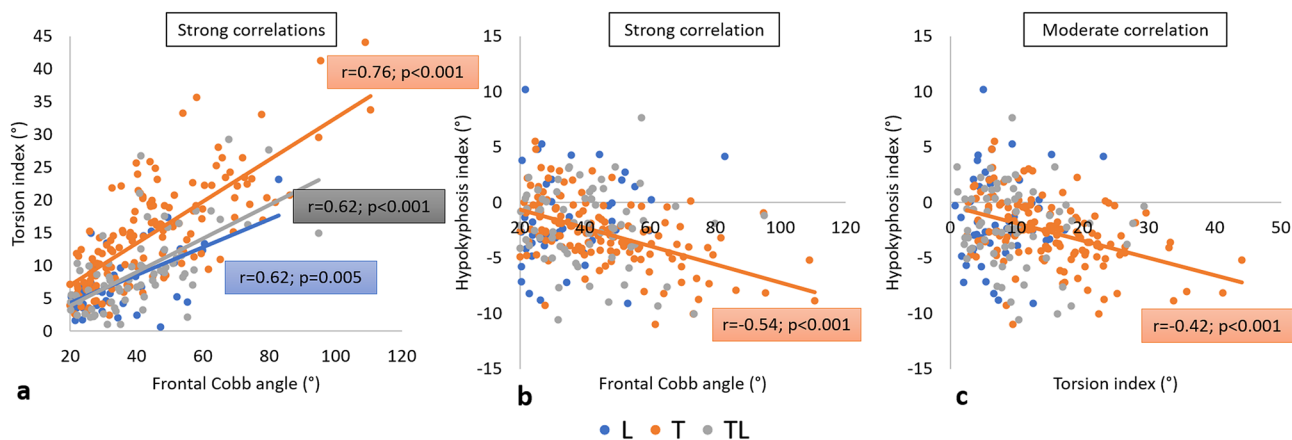 Strong correlations
45
40
35
30
25
20
15
10
5
0
20
40
60
80
100
120
Torsion index (°)
Frontal Cobb angle (°)
r=0.76; p<0.001
r=0.62; p<0.001
r=0.62; p=0.005
a
Strong correlation
15
10
5
0
-5
-10
-15
20
40
60
80
100
120
Hypokyphosis index (°)
Frontal Cobb angle (°)
r=-0.54; p<0.001
b
Moderate correlation
15
10
5
0
-5
-10
-15
0
10
20
30
40
50
Hypokyphosis index (°)
Torsion index (°)
r=-0.42; p<0.001
c
L T TL